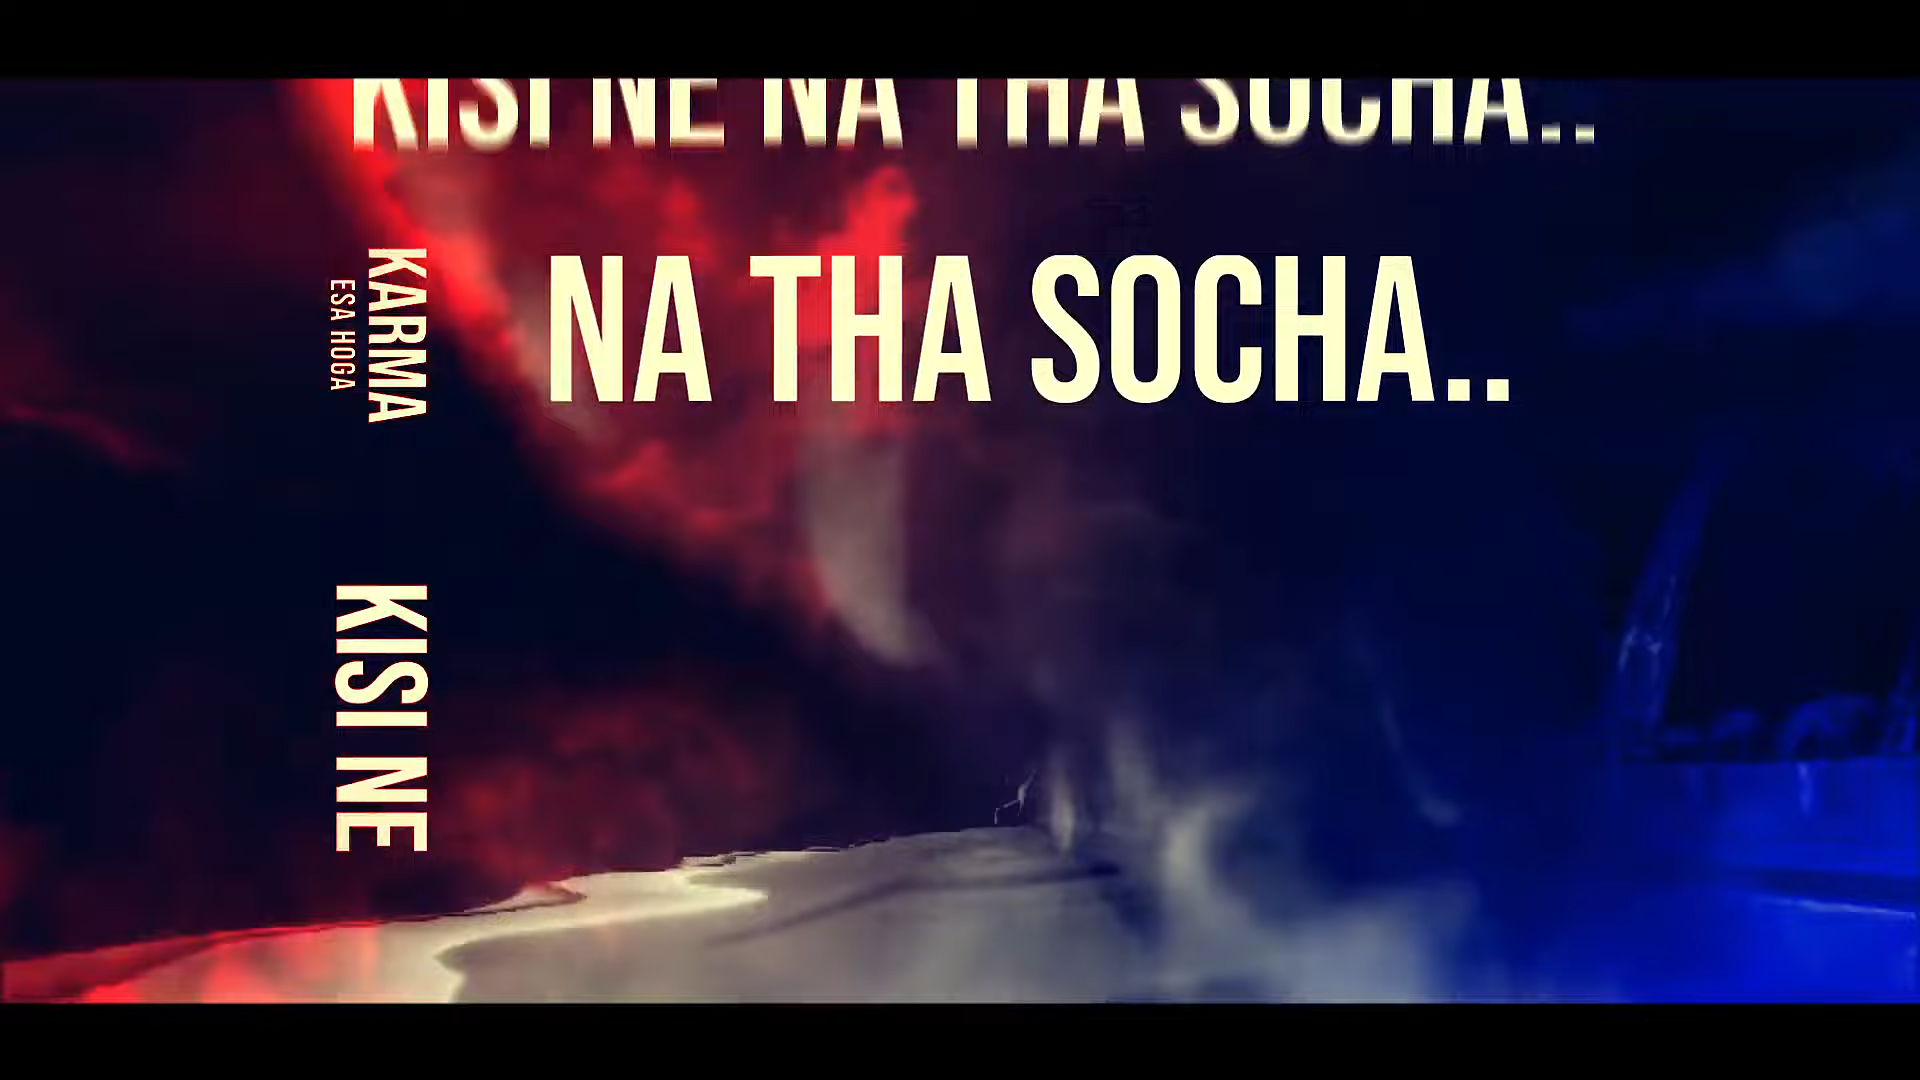 KISI NE NA THA SOCHA..
NA THA SOCHA..
KARMA
ESA HOGA
KISI NE